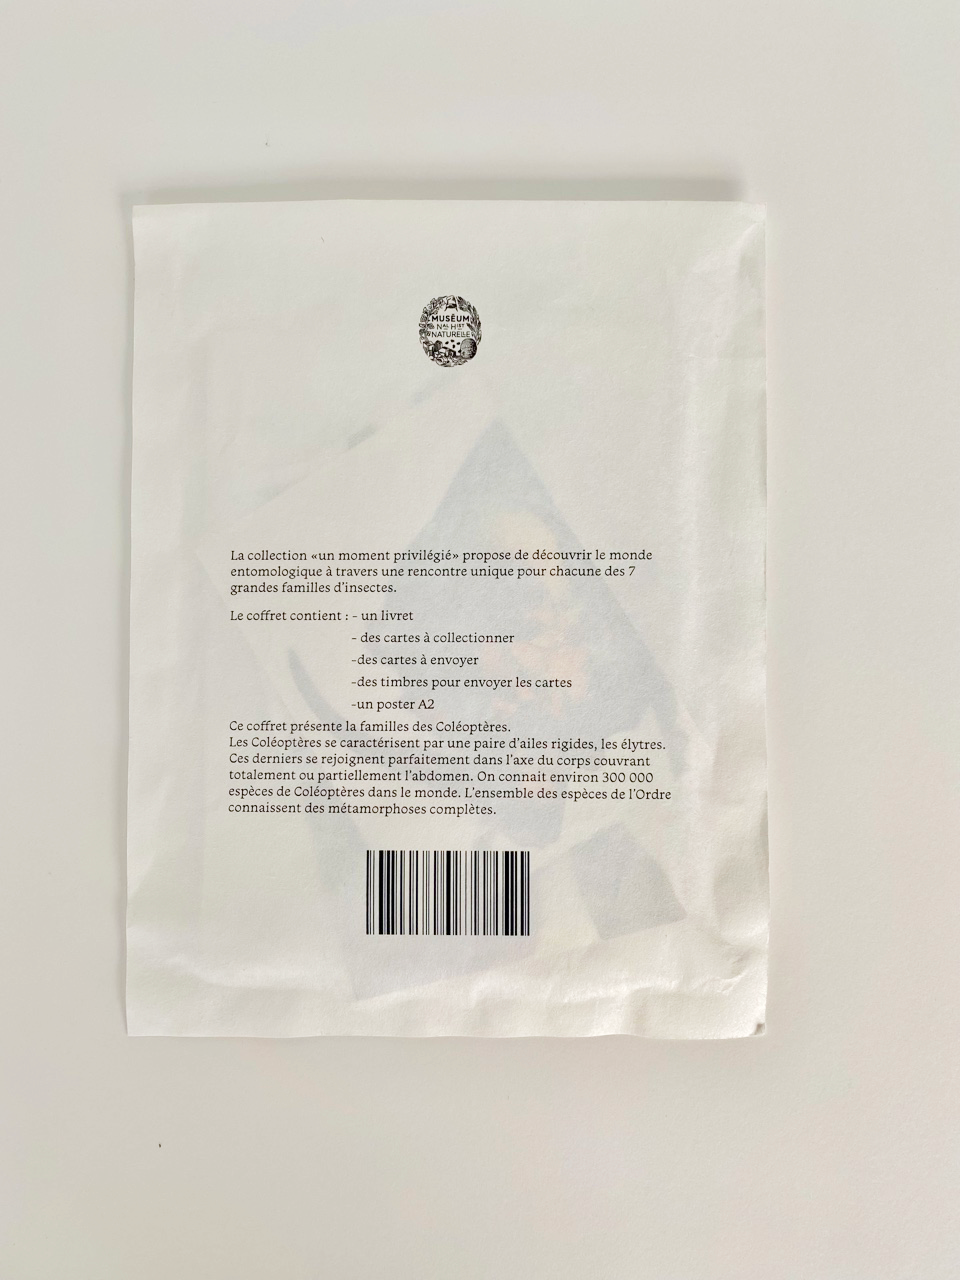 MUSÉUM
NAL HIST
NATURELLE
La collection «un moment privilégié» propose de découvrir le monde
entomologique à travers une rencontre unique pour chacune des 7
grandes familles d'insectes.
Le coffret contient : - un livret
- des cartes à collectionner
-des cartes à envoyer
-des timbres pour envoyer les cartes
-un poster A2
Ce coffret présente la familles des Coléoptères.
Les Coléoptères se caractérisent par une paire d'ailes rigides, les élytres.
Ces derniers se rejoignent parfaitement dans l'axe du corps couvrant
totalement ou partiellement l'abdomen. On connait environ 300 000
espèces de Coléoptères dans le monde. L'ensemble des espèces de l'Ordre
connaissent des métamorphoses complètes.